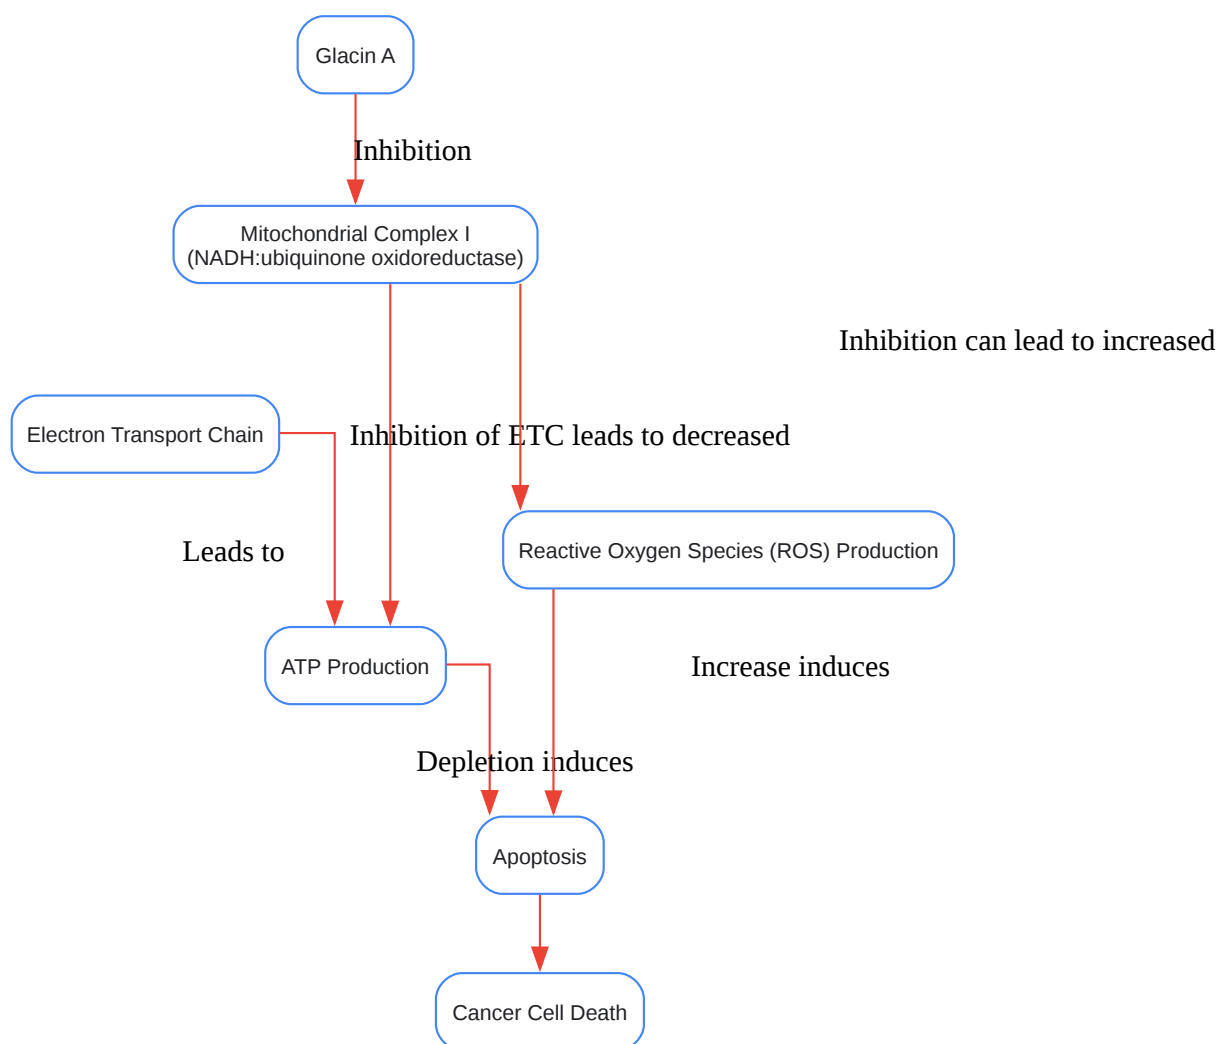 Glacin A
Inhibition
Mitochondrial Complex I
(NADH:ubiquinone oxidoreductase)
Inhibition can lead to increased
Electron Transport Chain
Inhibition of ETC leads to decreased
Leads to
Reactive Oxygen Species (ROS) Production
ATP Production
Increase induces
Depletion induces
Apoptosis
Cancer Cell Death